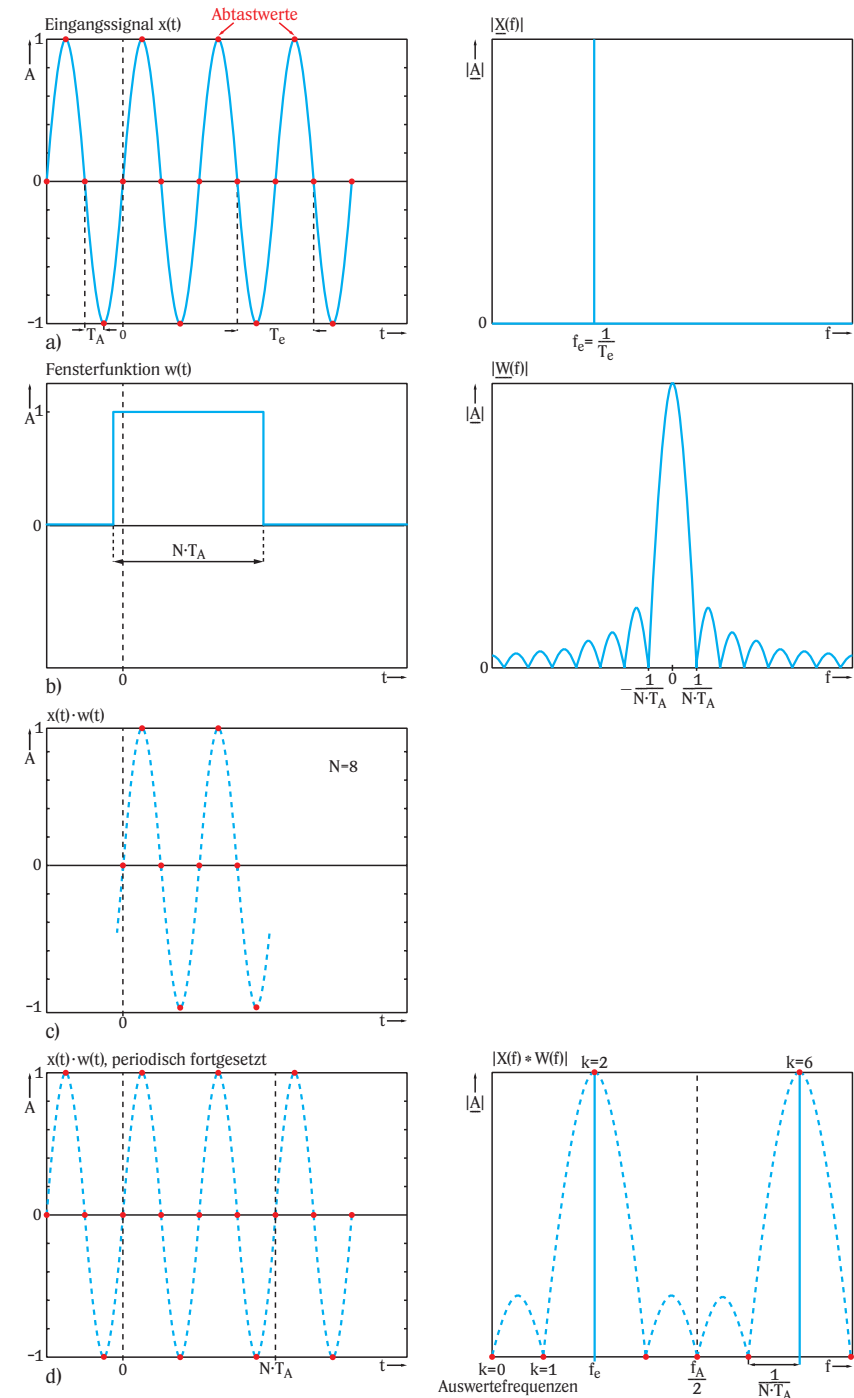 Abtastwerte
Eingangssignal x(t)
1
A
0
-1
T_A
0
T_e
t
a)
|X(f)|
|A|
0
f_e = 1/T_e
f
Fensterfunktion w(t)
1
A
0
N·T_A
0
t
b)
|W(f)|
|A|
0
-1/N·T_A
0
1/N·T_A
f
x(t)·w(t)
1
A
N=8
0
-1
0
t
c)
x(t)·w(t), periodisch fortgesetzt
1
A
0
-1
0
N·T_A
t
d)
|X(f) * W(f)|
k=2
k=6
|A|
k=0
k=1
f_e
f_A/2
1/N·T_A
f
Auswertefrequenzen